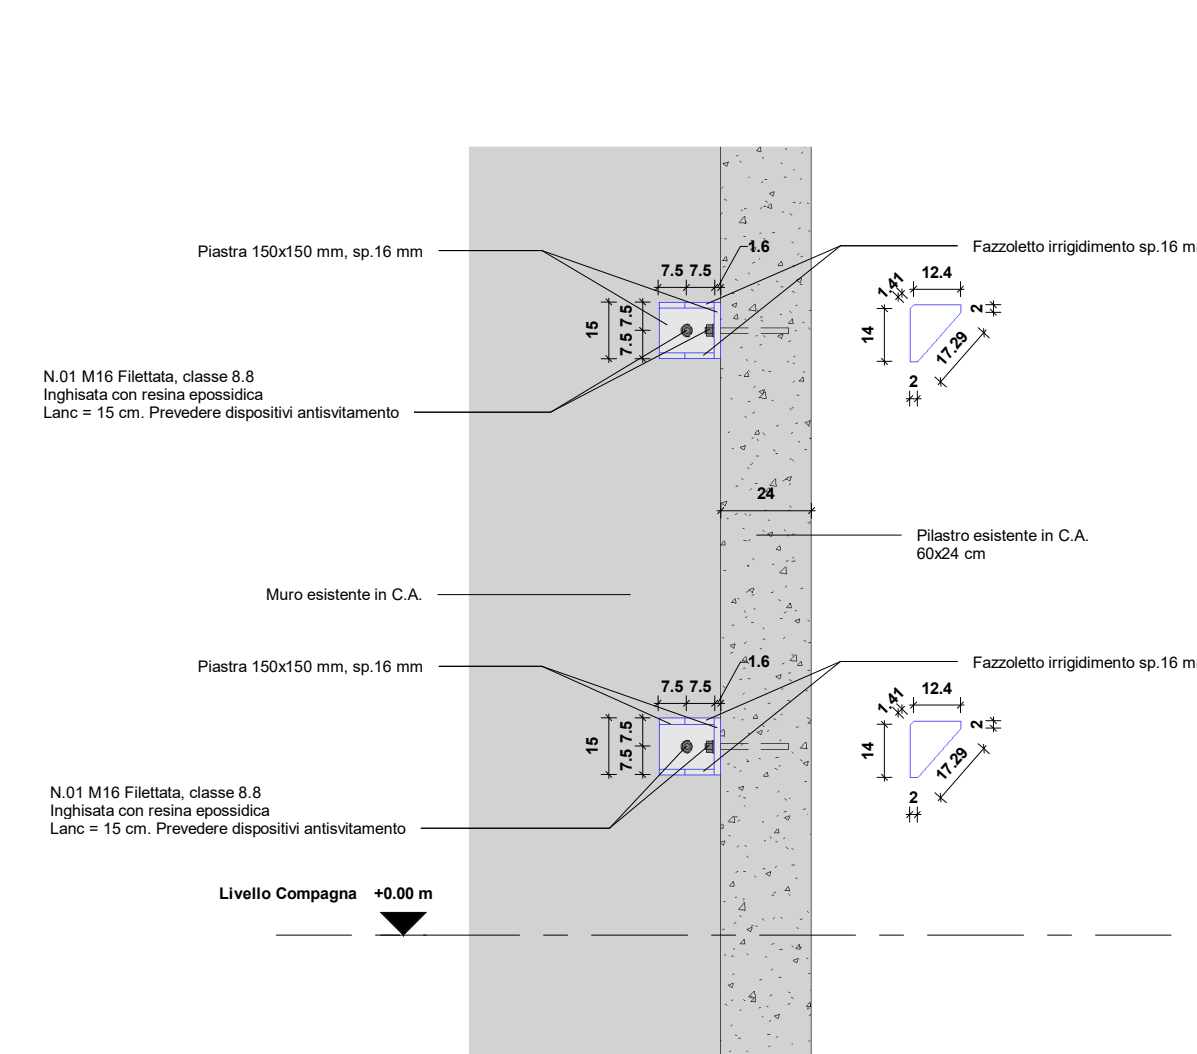 1.6
Piastra 150x150 mm, sp.16 mm
Fazzoletto irrigidimento sp.16 m
7.5 7.5
12.4
1.41
2
15
7.5
7.5
14
17.29
2
N.01 M16 Filettata, classe 8.8
Inghisata con resina epossidica
Lanc = 15 cm. Prevedere dispositivi antisvitamento
24
Pilastro esistente in C.A.
60x24 cm
Muro esistente in C.A.
1.6
Piastra 150x150 mm, sp.16 mm
Fazzoletto irrigidimento sp.16 m
7.5 7.5
12.4
1.41
2
15
7.5
7.5
14
17.29
2
N.01 M16 Filettata, classe 8.8
Inghisata con resina epossidica
Lanc = 15 cm. Prevedere dispositivi antisvitamento
Livello Compagna +0.00 m